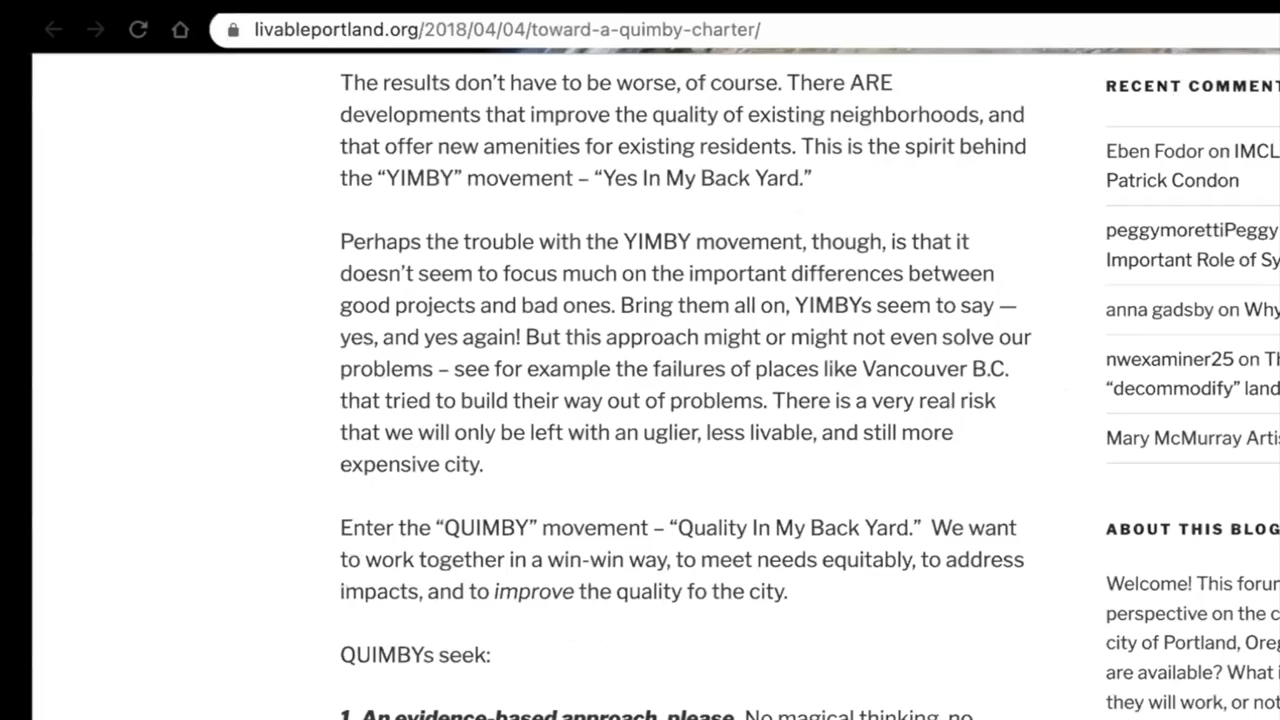 livableportland.org/2018/04/04/toward-a-quimby-charter/
The results don’t have to be worse, of course. There ARE
developments that improve the quality of existing neighborhoods, and
that offer new amenities for existing residents. This is the spirit behind
the “YIMBY” movement – “Yes In My Back Yard.”
Perhaps the trouble with the YIMBY movement, though, is that it
doesn’t seem to focus much on the important differences between
good projects and bad ones. Bring them all on, YIMBYs seem to say —
yes, and yes again! But this approach might or might not even solve our
problems – see for example the failures of places like Vancouver B.C.
that tried to build their way out of problems. There is a very real risk
that we will only be left with an uglier, less livable, and still more
expensive city.
Enter the “QUIMBY” movement – “Quality In My Back Yard.” We want
to work together in a win-win way, to meet needs equitably, to address
impacts, and to improve the quality fo the city.
QUIMBYs seek:
1. An evidence-based approach, please. No magical thinking, no
RECENT COMMENT
Eben Fodor on IMCL
Patrick Condon
peggymorettiPeggy
Important Role of Sy
anna gadsby on Why
nwexaminer25 on Th
“decommodify” land
Mary McMurray Arti
ABOUT THIS BLOG
Welcome! This forum
perspective on the c
city of Portland, Oreg
are available? What i
they will work, or not